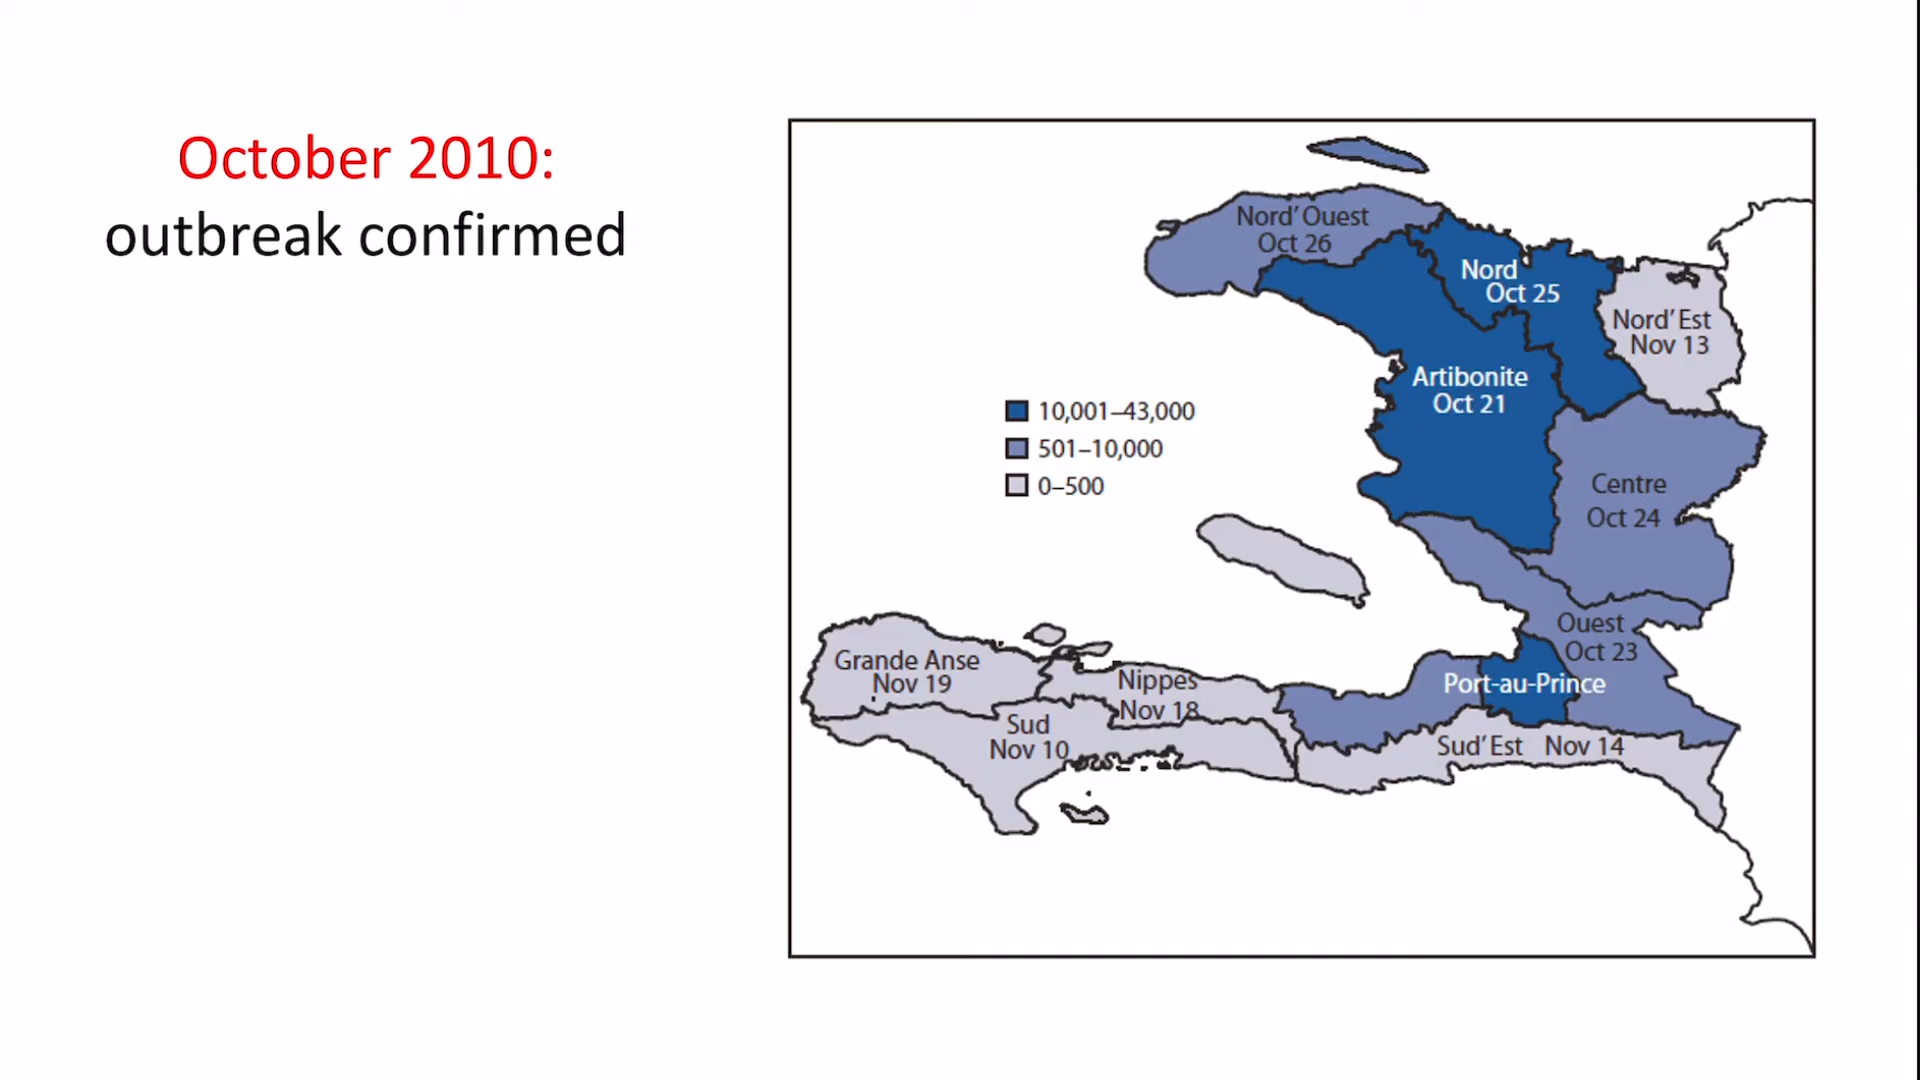 October 2010:
outbreak confirmed
Nord' Ouest
Oct 26
Nord
Oct 25
Nord' Est
Nov 13
Artibonite
Oct 21
10,001–43,000
501–10,000
0–500
Centre
Oct 24
Ouest
Oct 23
Grande Anse
Nov 19
Nippes
Nov 18
Port-au-Prince
Sud
Nov 10
Sud' Est Nov 14